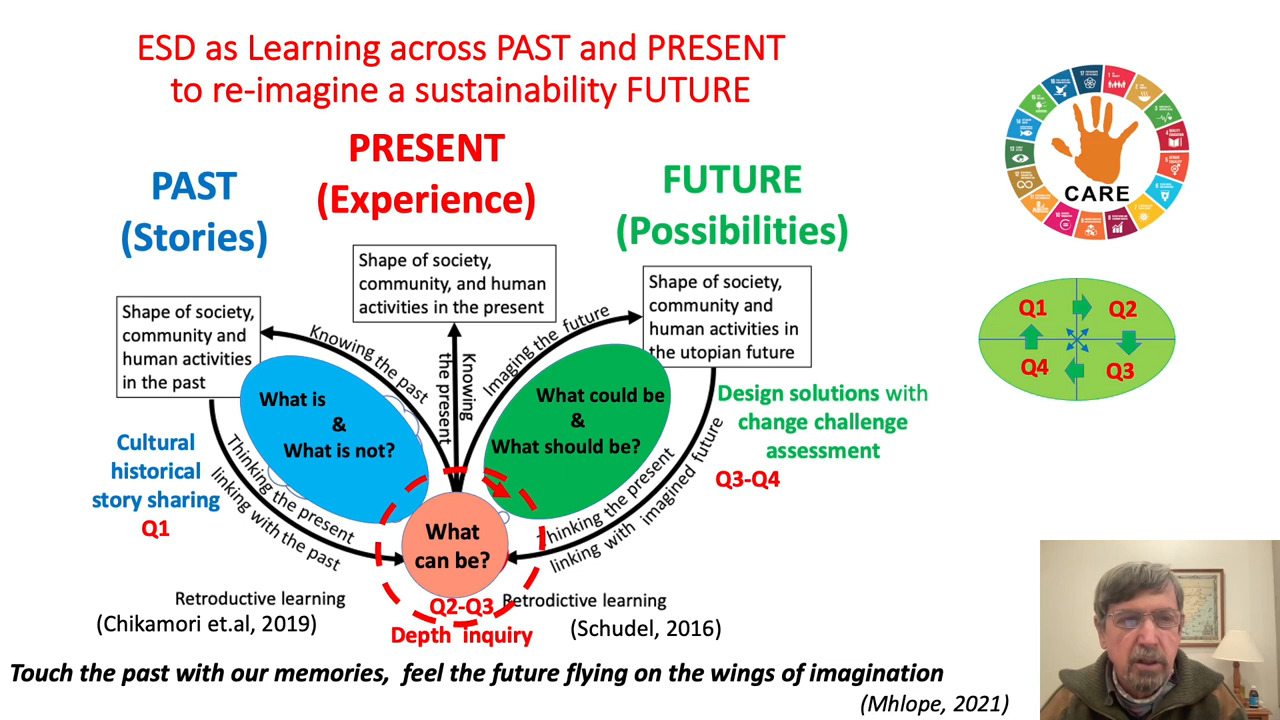 ESD as Learning across PAST and PRESENT
to re-imagine a sustainability FUTURE
PAST
(Stories)
PRESENT
(Experience)
FUTURE
(Possibilities)
Shape of society,
community and
human activities
in the past
Shape of society,
community, and human
activities in the present
Shape of society,
community and
human activities in
the utopian future
Knowing the past
Knowing
the present
Imaging the future
What is
&
What is not?
What could be
&
What should be?
Cultural
historical
story sharing
Q1
Thinking the present
linking with the past
hinking the present
linking with imagined future
Design solutions with
change challenge
assessment
Q3-Q4
What
can be?
Q2-Q3
Depth inquiry
Retroductive learning
(Chikamori et.al, 2019)
Retrodictive learning
(Schudel, 2016)
Touch the past with our memories, feel the future flying on the wings of imagination
(Mhlope, 2021)
CARE
Q1
Q2
Q4
Q3